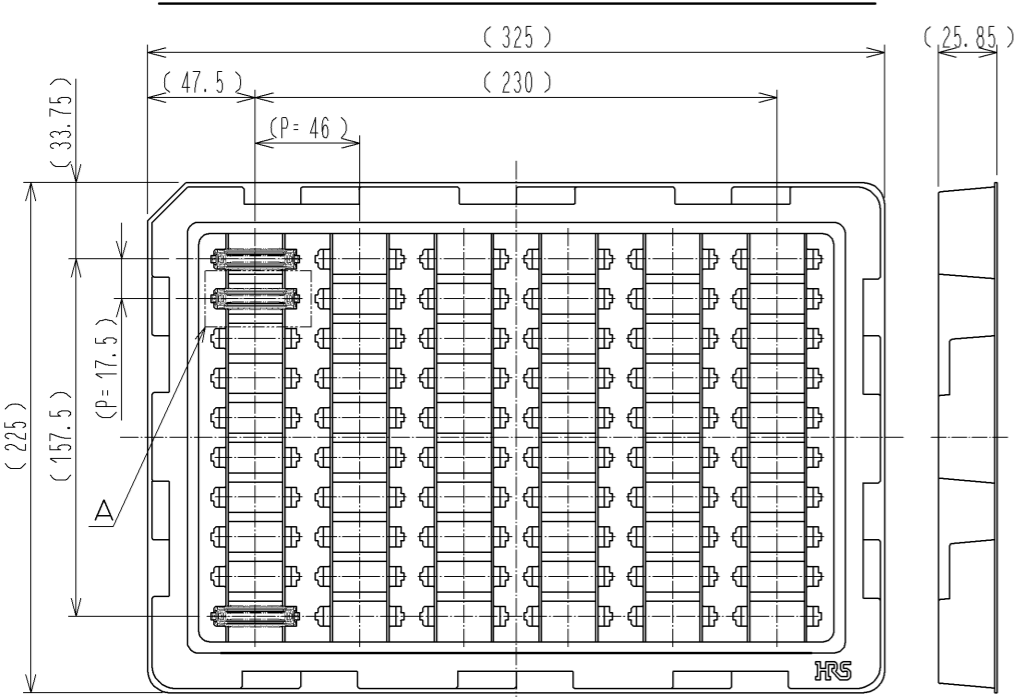 ( 325 )
( 25. 85 )
( 47. 5 )
( 230 )
( 33. 75 )
(P= 46 )
(P= 17. 5 )
( 157. 5 )
( 225 )
A
HRS